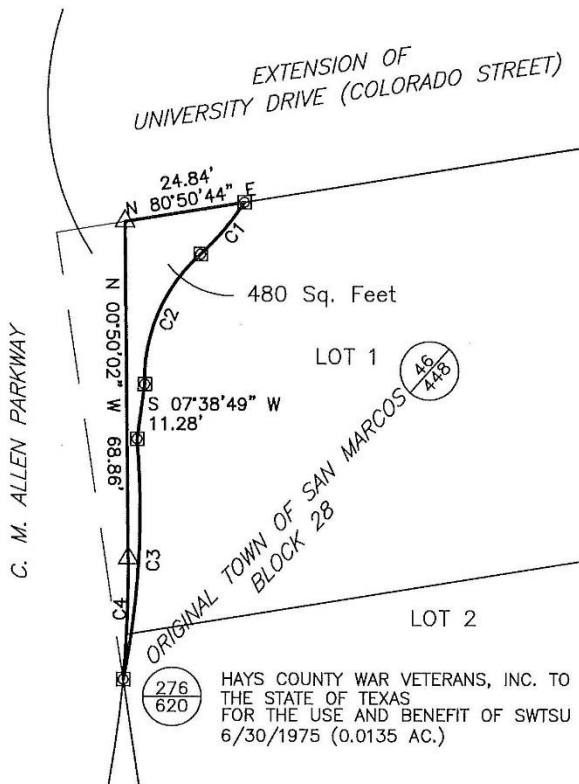 EXTENSION OF
UNIVERSITY DRIVE (COLORADO STREET)
24.84'
N 80°50'44" E
C1
C2
480 Sq. Feet
N 00°50'02" W 68.86'
C. M. ALLEN PARKWAY
LOT 1
46
448
S 07°38'49" W
11.28'
ORIGINAL TOWN OF SAN MARCOS
BLOCK 28
C3
C4
LOT 2
276
620
HAYS COUNTY WAR VETERANS, INC. TO
THE STATE OF TEXAS
FOR THE USE AND BENEFIT OF SWTSU
6/30/1975 (0.0135 AC.)